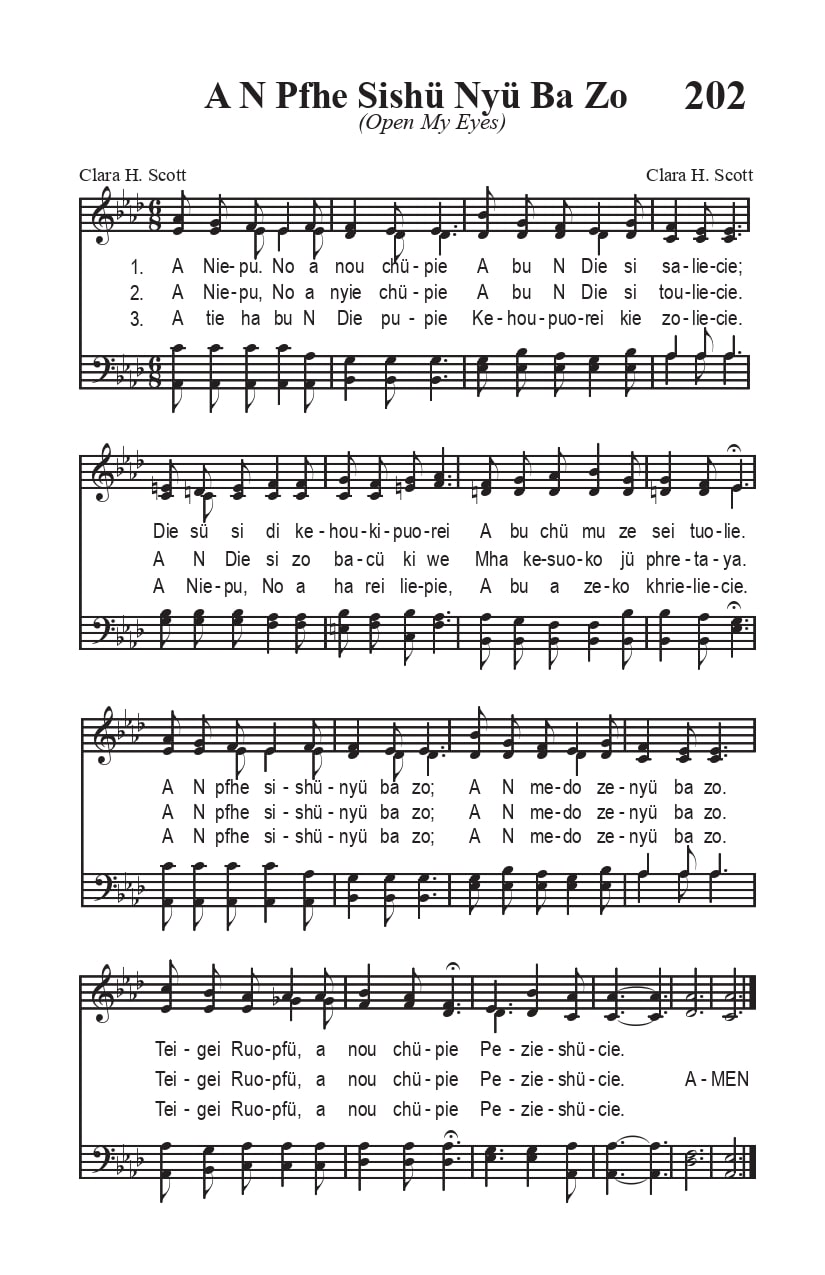 A N Pfhe Sishü Nyü Ba Zo 202
(Open My Eyes)
Clara H. Scott Clara H. Scott
1. A Nie-pu. No a nou chü-pie A bu N Die si sa-lie-cie;
2. A Nie-pu, No a nyie chü-pie A bu N Die si tou-lie-cie.
3. A tie ha bu N Die pu-pie Ke-hou-puo-rei kie zo-lie-cie.
Die sü si di ke-hou-ki-puo-rei A bu chü mu ze sei tuo-lie.
A N Die si zo ba-cü ki we Mha ke-suo-ko jü phre-ta-ya.
A Nie-pu, No a ha rei lie-pie, A bu a ze-ko khrie-lie-cie.
A N pfhe si-shü-nyü ba zo; A N me-do ze-nyü ba zo.
A N pfhe si-shü-nyü ba zo; A N me-do ze-nyü ba zo.
A N pfhe si-shü-nyü ba zo; A N me-do ze-nyü ba zo.
Tei-gei Ruo-pfü, a nou chü-pie Pe-zie-shü-cie.
Tei-gei Ruo-pfü, a nou chü-pie Pe-zie-shü-cie. A-MEN
Tei-gei Ruo-pfü, a nou chü-pie Pe-zie-shü-cie.